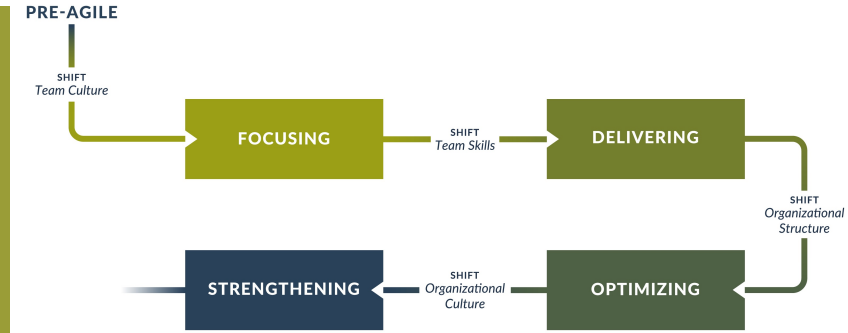 PRE-AGILE
SHIFT
Team Culture
FOCUSING
SHIFT
Team Skills
DELIVERING
SHIFT
Organizational
Structure
OPTIMIZING
SHIFT
Organizational
Culture
STRENGTHENING